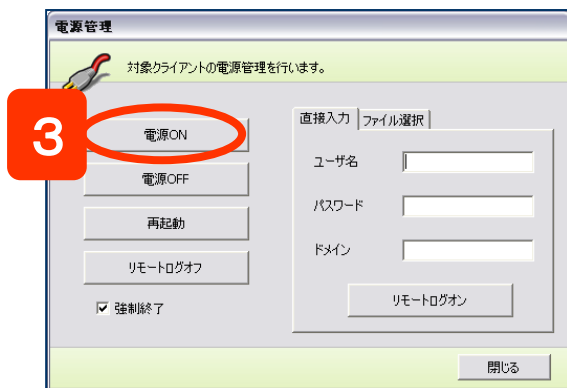 電源管理
対象クライアントの電源管理を行います。
3
電源ON
電源OFF
再起動
リモートログオフ
強制終了
直接入力 ファイル選択
ユーザ名
パスワード
ドメイン
リモートログオン
閉じる